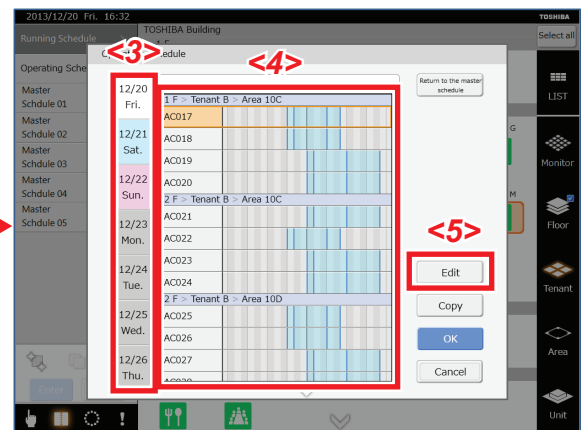 2013/12/20 Fri. 16:32
TOSHIBA
TOSHIBA Building
Running Schedule
Select all
1 F
<3>
edule
<4>
Operating Sche
Return to the master
schedule
Master
Schdule 01
Master
Schdule 02
Master
Schdule 03
Master
Schdule 04
Master
Schdule 05
12/20
Fri.
12/21
Sat.
12/22
Sun.
12/23
Mon.
12/24
Tue.
12/25
Wed.
12/26
Thu.
1 F > Tenant B > Area 10C
AC017
AC018
AC019
AC020
2 F > Tenant B > Area 10C
AC021
AC022
AC023
AC024
2 F > Tenant B > Area 10D
AC025
AC026
AC027
<5>
Edit
Copy
OK
Cancel
G
M
LIST
Monitor
Floor
Tenant
Area
Unit
Enter